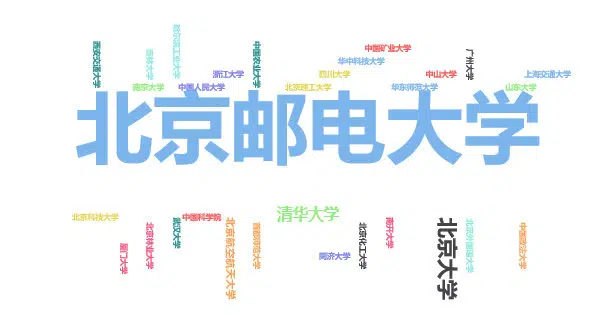 西安交通大学
吉林大学
哈尔滨工业大学
中国农业大学
中国矿业大学
华中科技大学
广州大学
浙江大学
四川大学
中山大学
上海交通大学
南京大学
中国人民大学
北京理工大学
华东师范大学
山东大学
北京邮电大学
清华大学
北京科技大学
中国科学院
厦门大学
北京林业大学
武汉大学
北京航空航天大学
首都师范大学
同济大学
北京化工大学
南开大学
北京大学
北京外国语大学
中国政法大学